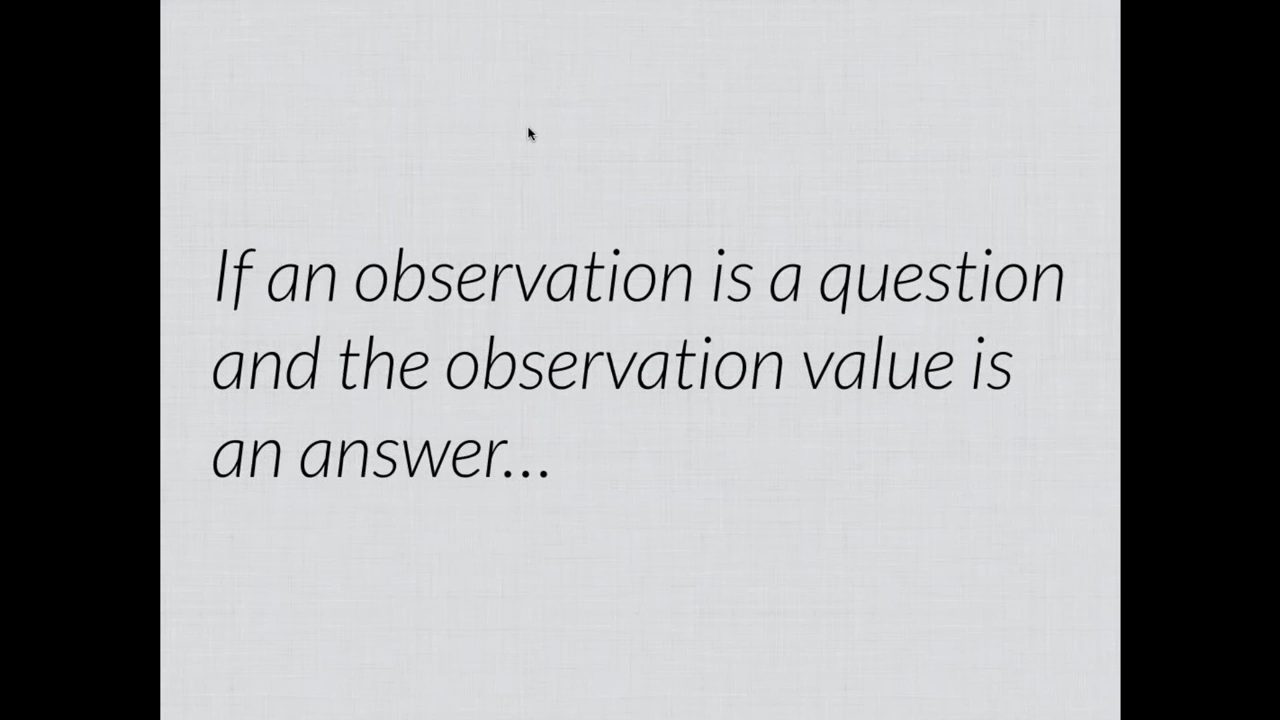 If an observation is a question
and the observation value is
an answer...